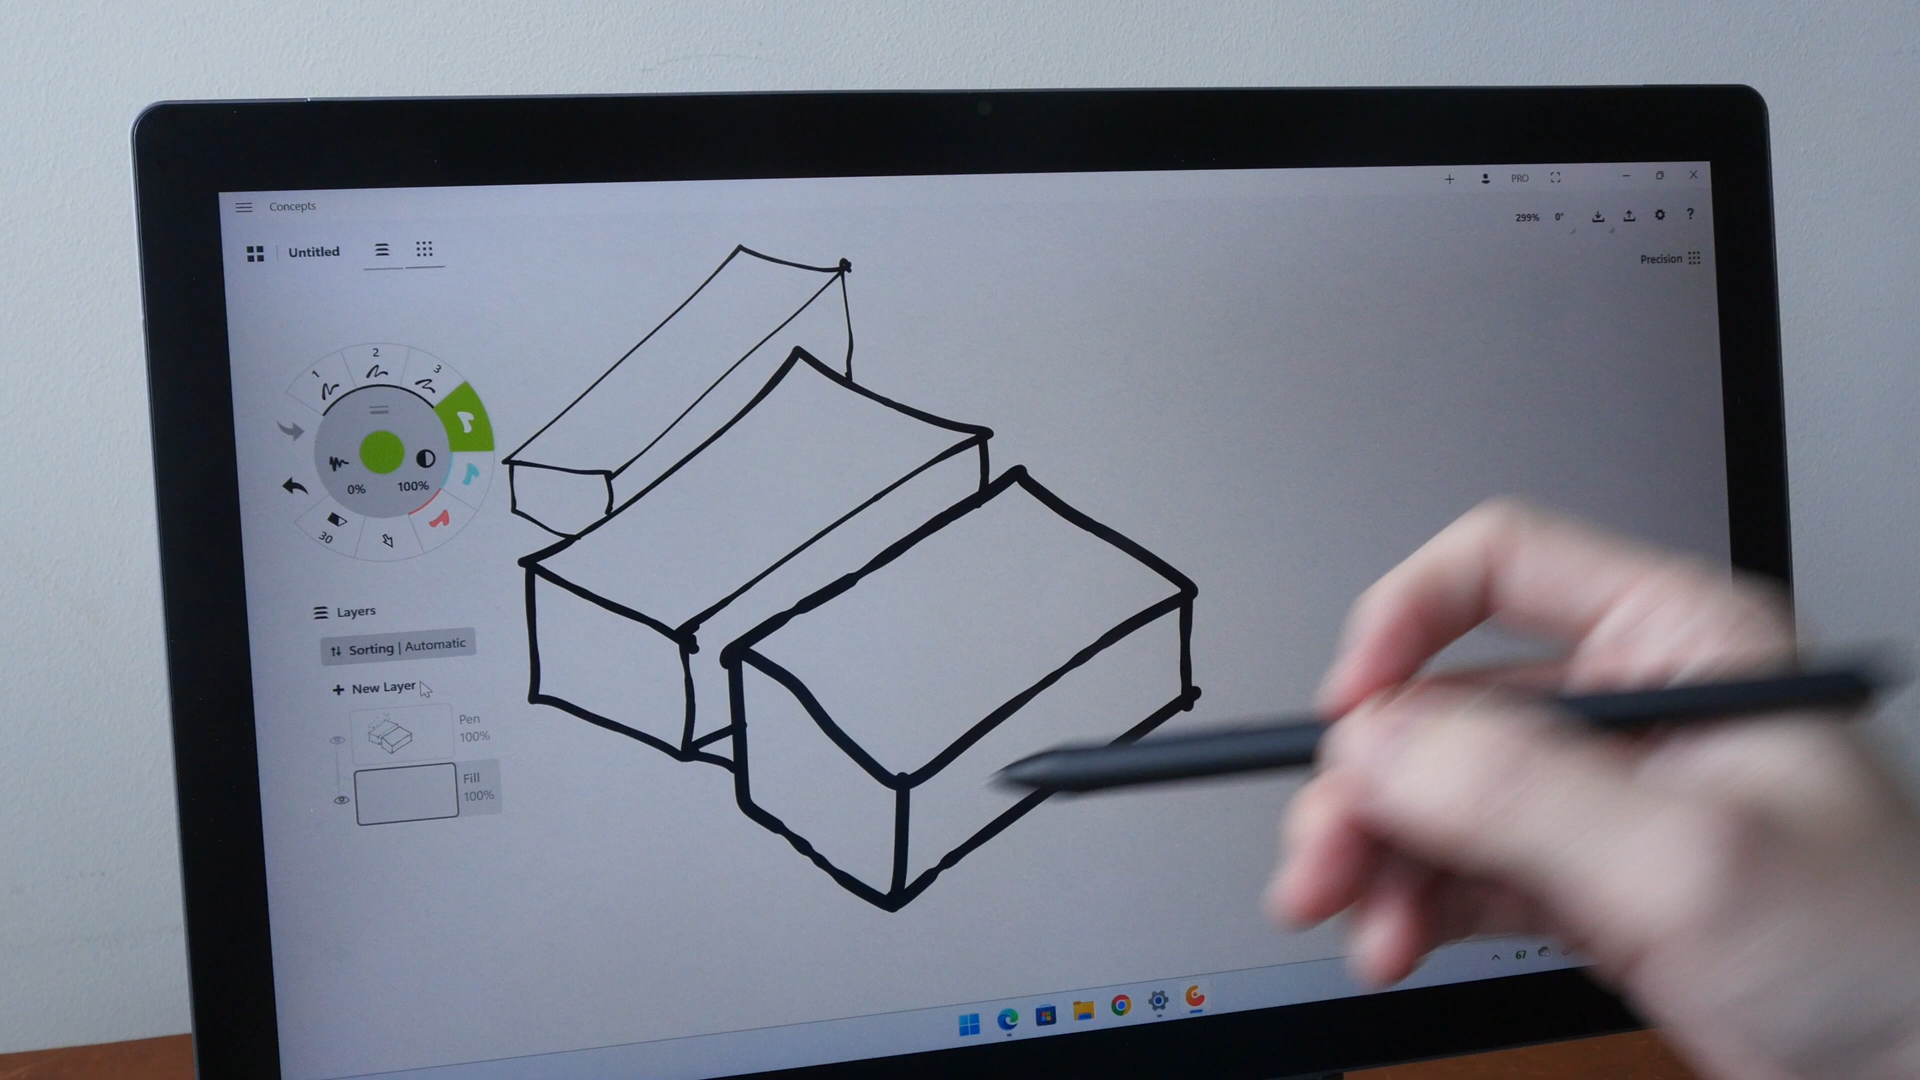 Concepts
PRO
299% 0°
?
Untitled
Precision
1 2 3
0% 100%
30
Layers
Sorting | Automatic
New Layer
Pen
100%
Fill
100%
67